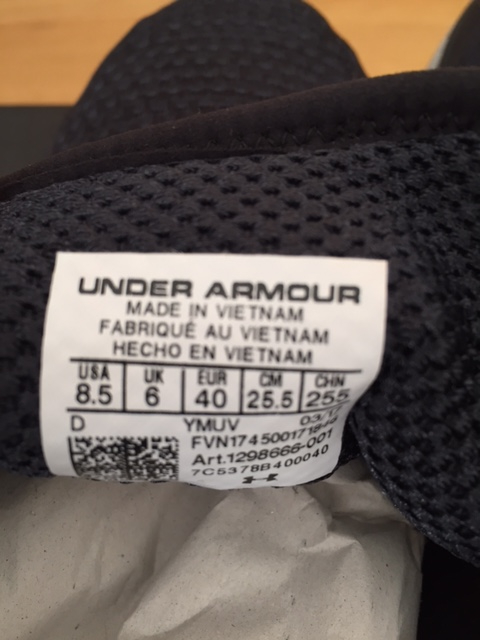 UNDER ARMOUR
MADE IN VIETNAM
FABRIQUÉ AU VIETNAM
HECHO EN VIETNAM
USA UK EUR CM CHN
8.5 6 40 25.5 255
D YMUV
Art.1298666-001
7C5378B400040